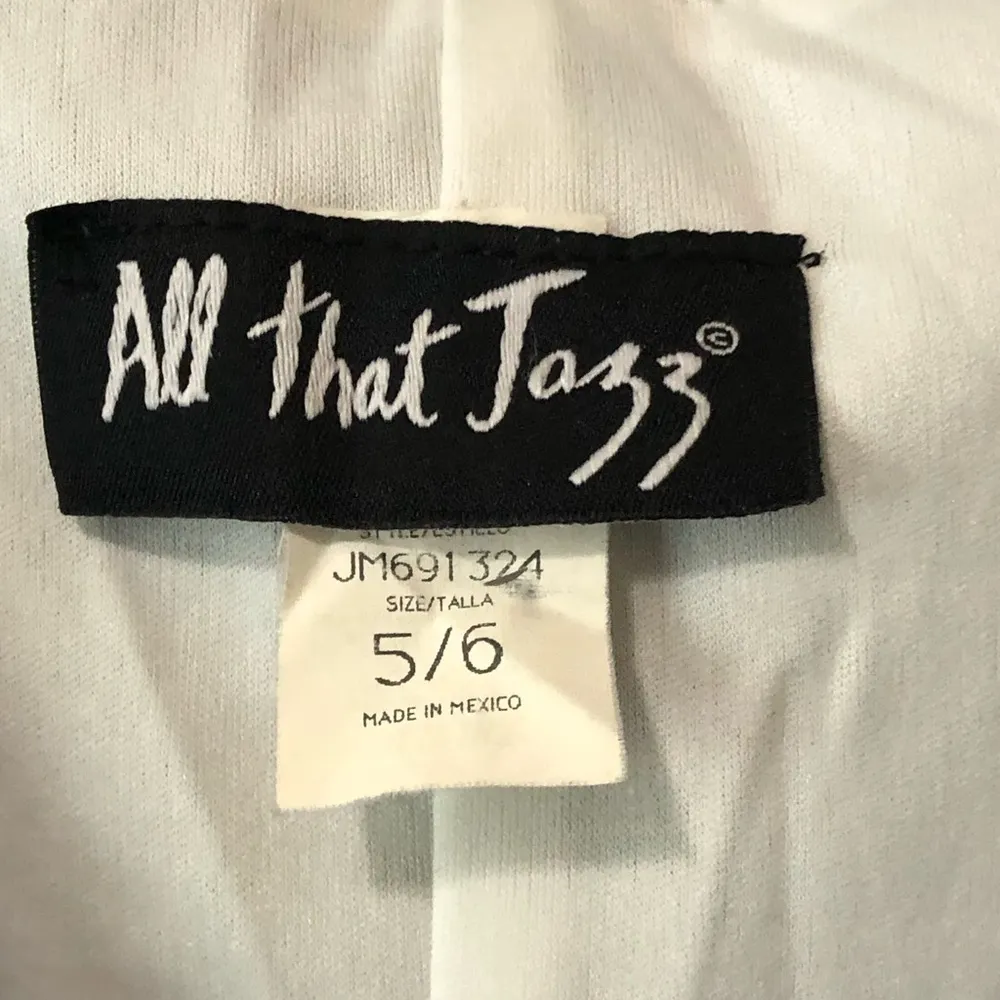 All that Jazz©
JM691324
SIZE/TALLA
5/6
MADE IN MEXICO